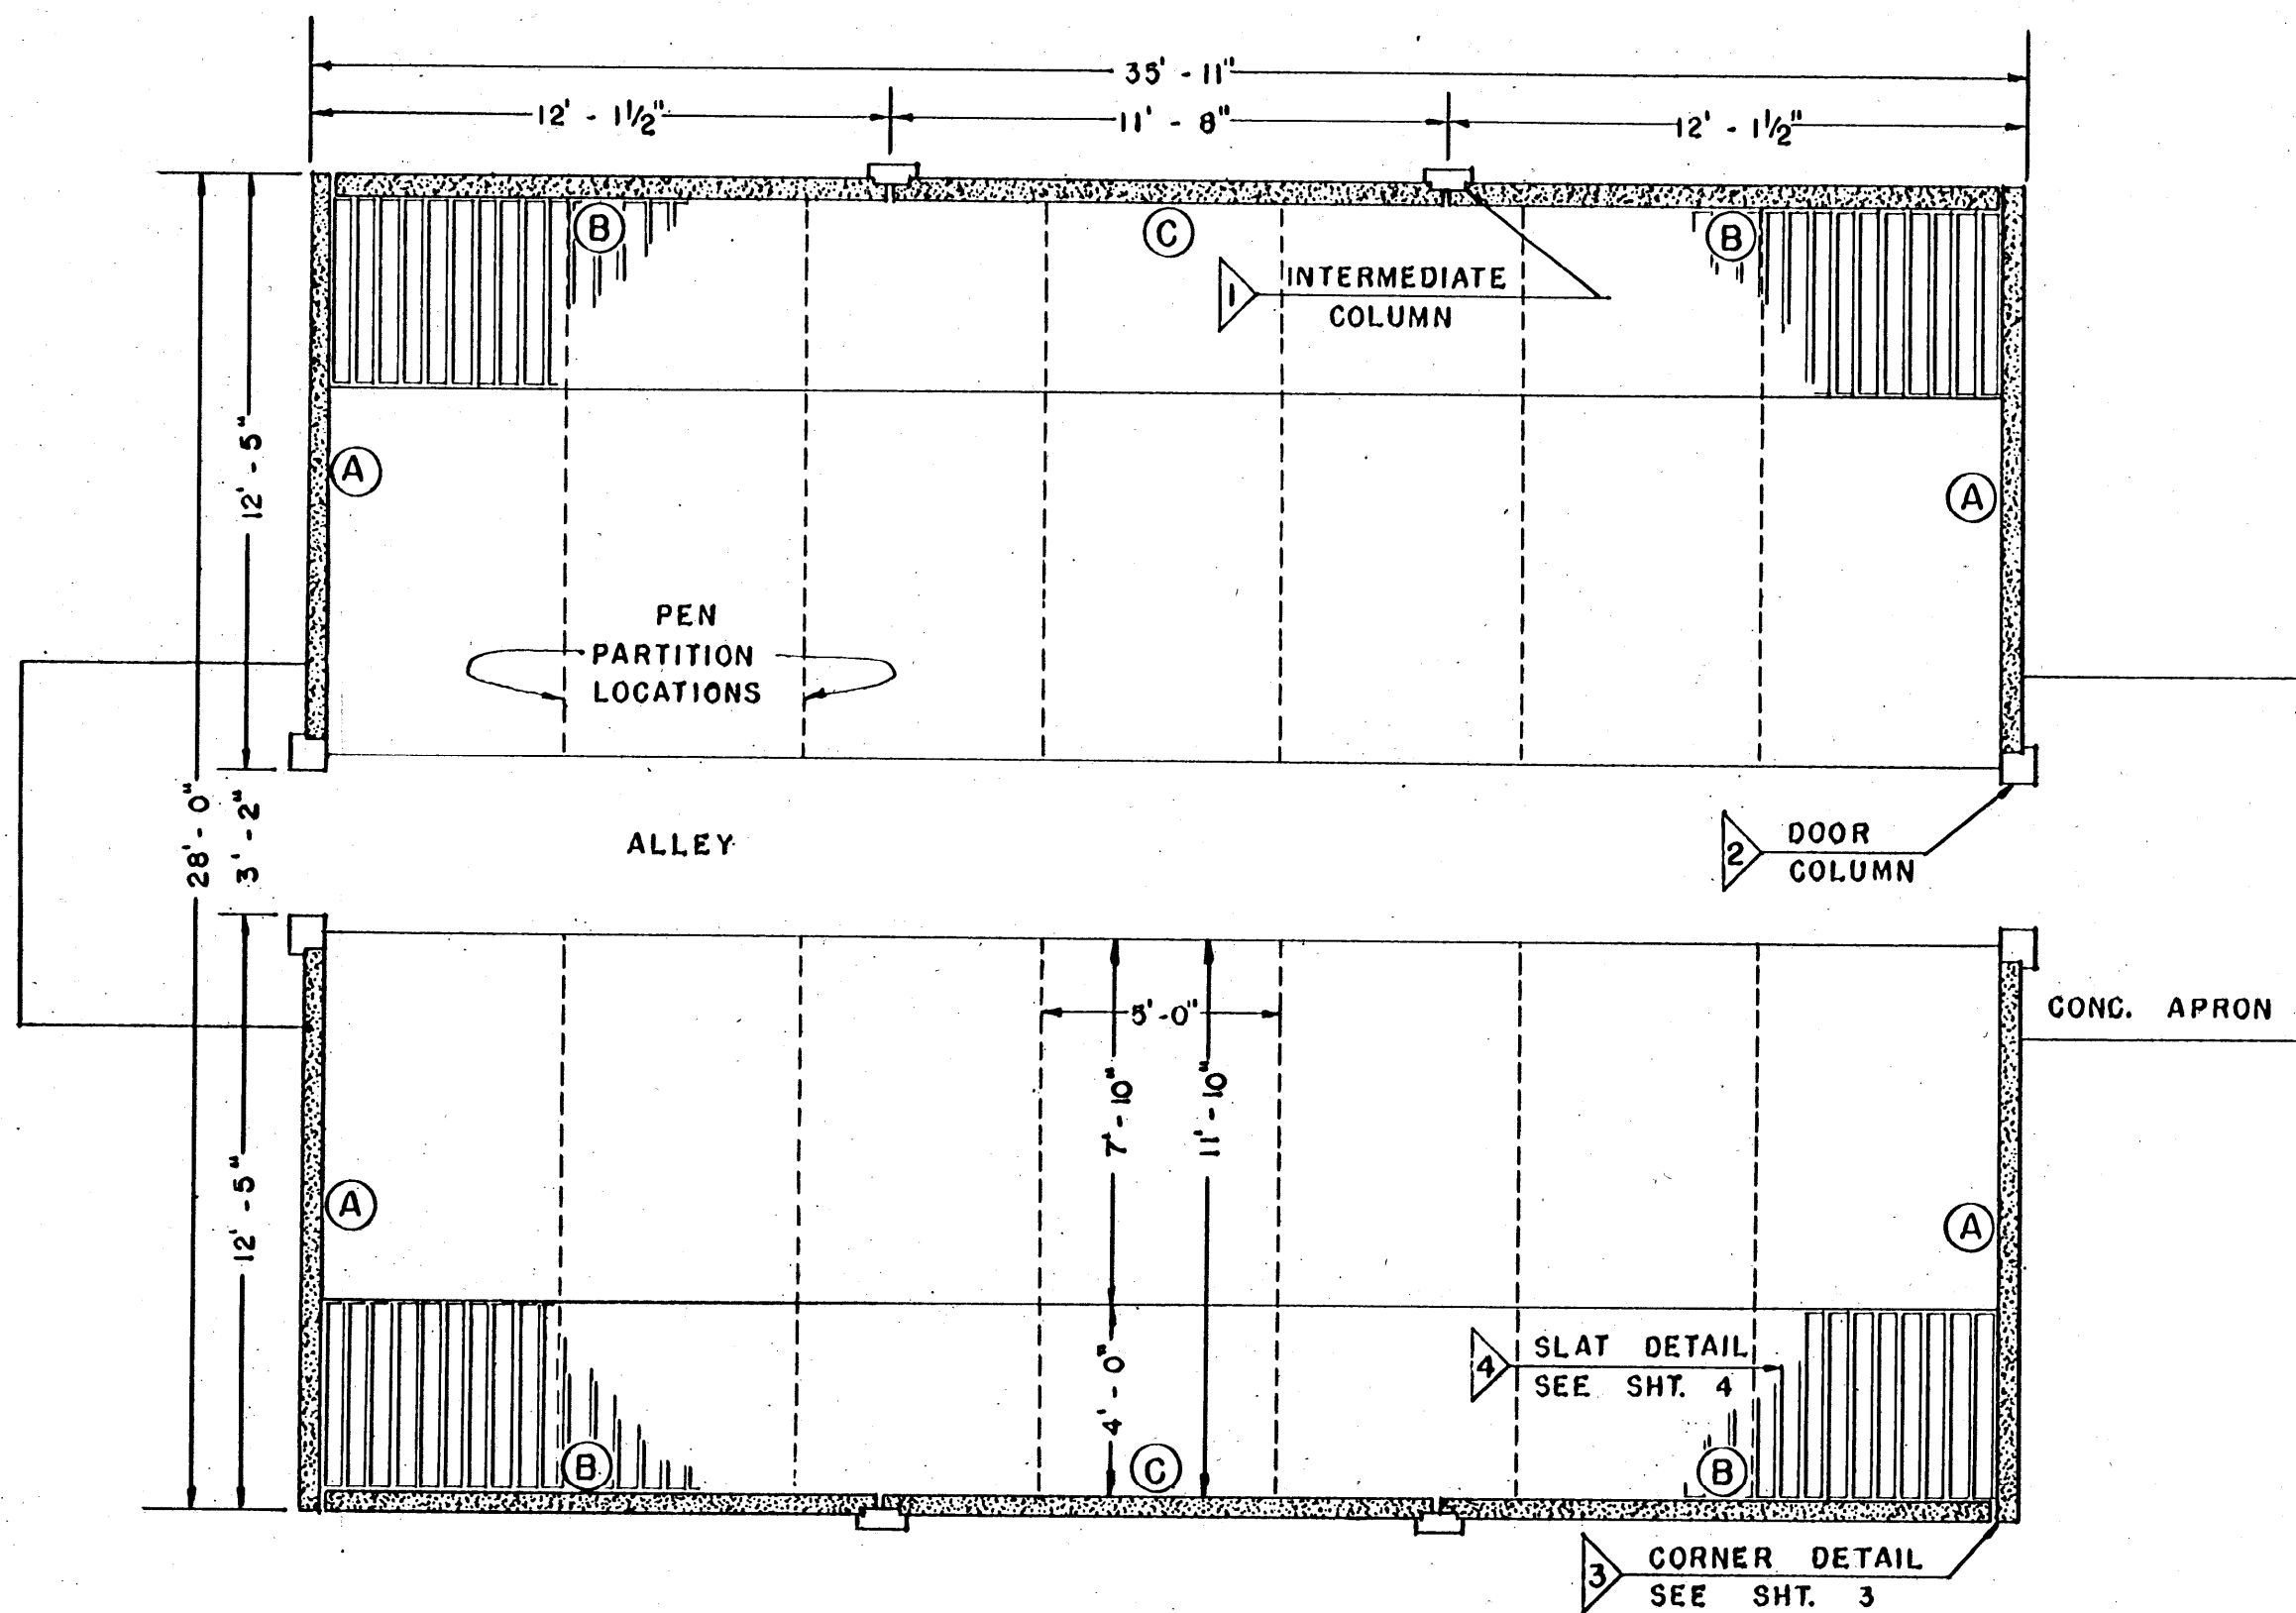 35' - 11"
12' - 1½"
11' - 8"
12' - 1½"
B
C
B
1
INTERMEDIATE
COLUMN
12' - 5"
A
A
PEN
PARTITION
LOCATIONS
28' - 0"
3' - 2"
ALLEY
2
DOOR
COLUMN
5' - 0"
CONC. APRON
7' - 10"
11' - 10"
12' - 5"
A
A
4' - 0"
4
SLAT DETAIL
SEE SHT. 4
B
C
B
3
CORNER DETAIL
SEE SHT. 3